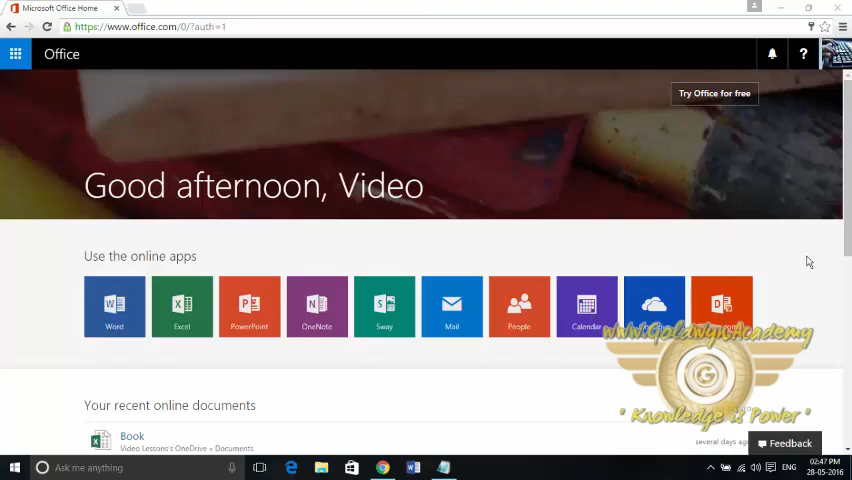 Microsoft Office Home
https://www.office.com/0/?auth=1
Office
Try Office for free
Good afternoon, Video
Use the online apps
Word
Excel
PowerPoint
OneNote
Sway
Mail
People
Calendar
www.GoldwynAcademy
G
" Knowledge is Power "
Your recent online documents
Book
Video Lessons's OneDrive » Documents
several days ago
Feedback
Ask me anything
ENG
02:47 PM
28-05-2016